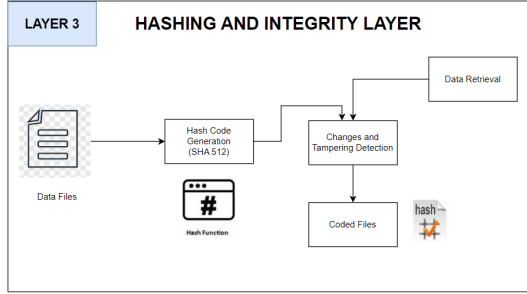 LAYER 3
HASHING AND INTEGRITY LAYER
Data Retrieval
Hash Code
Generation
(SHA 512)
Changes and
Tampering Detection
Data Files
#
Hash Function
Coded Files
hash